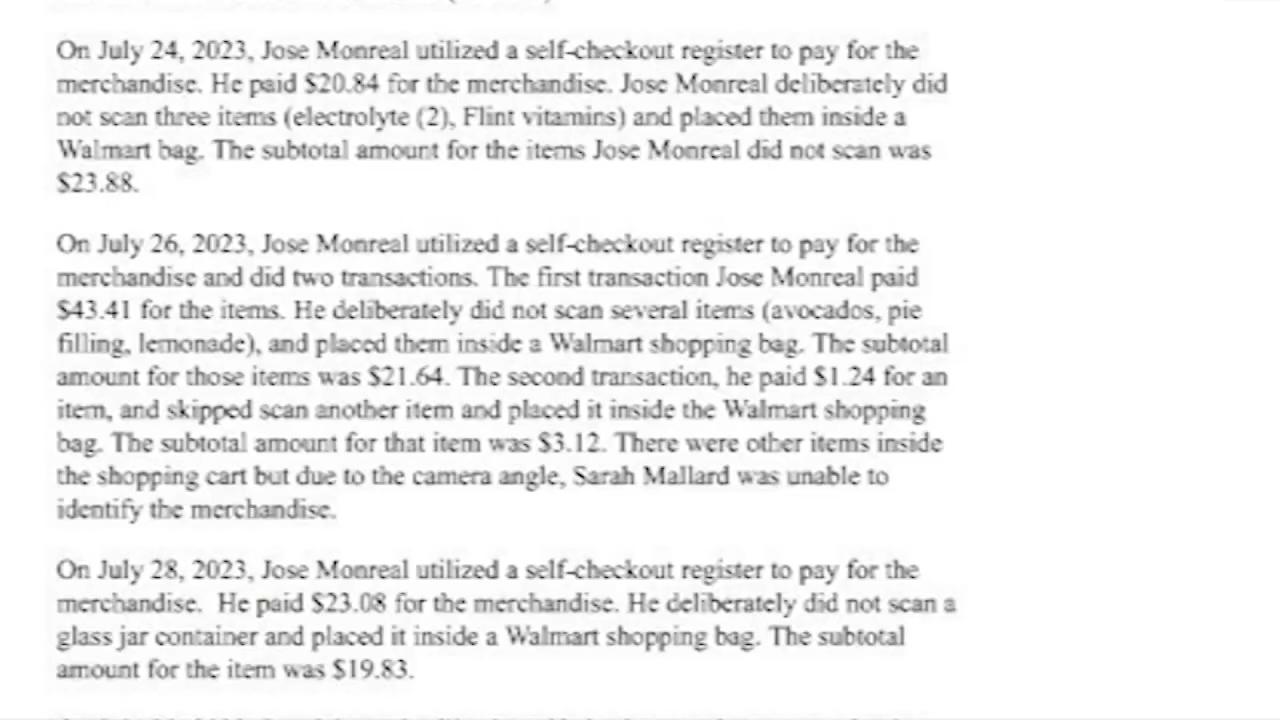 On July 24, 2023, Jose Monreal utilized a self-checkout register to pay for the
merchandise. He paid $20.84 for the merchandise. Jose Monreal deliberately did
not scan three items (electrolyte (2), Flint vitamins) and placed them inside a
Walmart bag. The subtotal amount for the items Jose Monreal did not scan was
$23.88.
On July 26, 2023, Jose Monreal utilized a self-checkout register to pay for the
merchandise and did two transactions. The first transaction Jose Monreal paid
$43.41 for the items. He deliberately did not scan several items (avocados, pie
filling, lemonade), and placed them inside a Walmart shopping bag. The subtotal
amount for those items was $21.64. The second transaction, he paid $1.24 for an
item, and skipped scan another item and placed it inside the Walmart shopping
bag. The subtotal amount for that item was $3.12. There were other items inside
the shopping cart but due to the camera angle, Sarah Mallard was unable to
identify the merchandise.
On July 28, 2023, Jose Monreal utilized a self-checkout register to pay for the
merchandise.  He paid $23.08 for the merchandise. He deliberately did not scan a
glass jar container and placed it inside a Walmart shopping bag. The subtotal
amount for the item was $19.83.